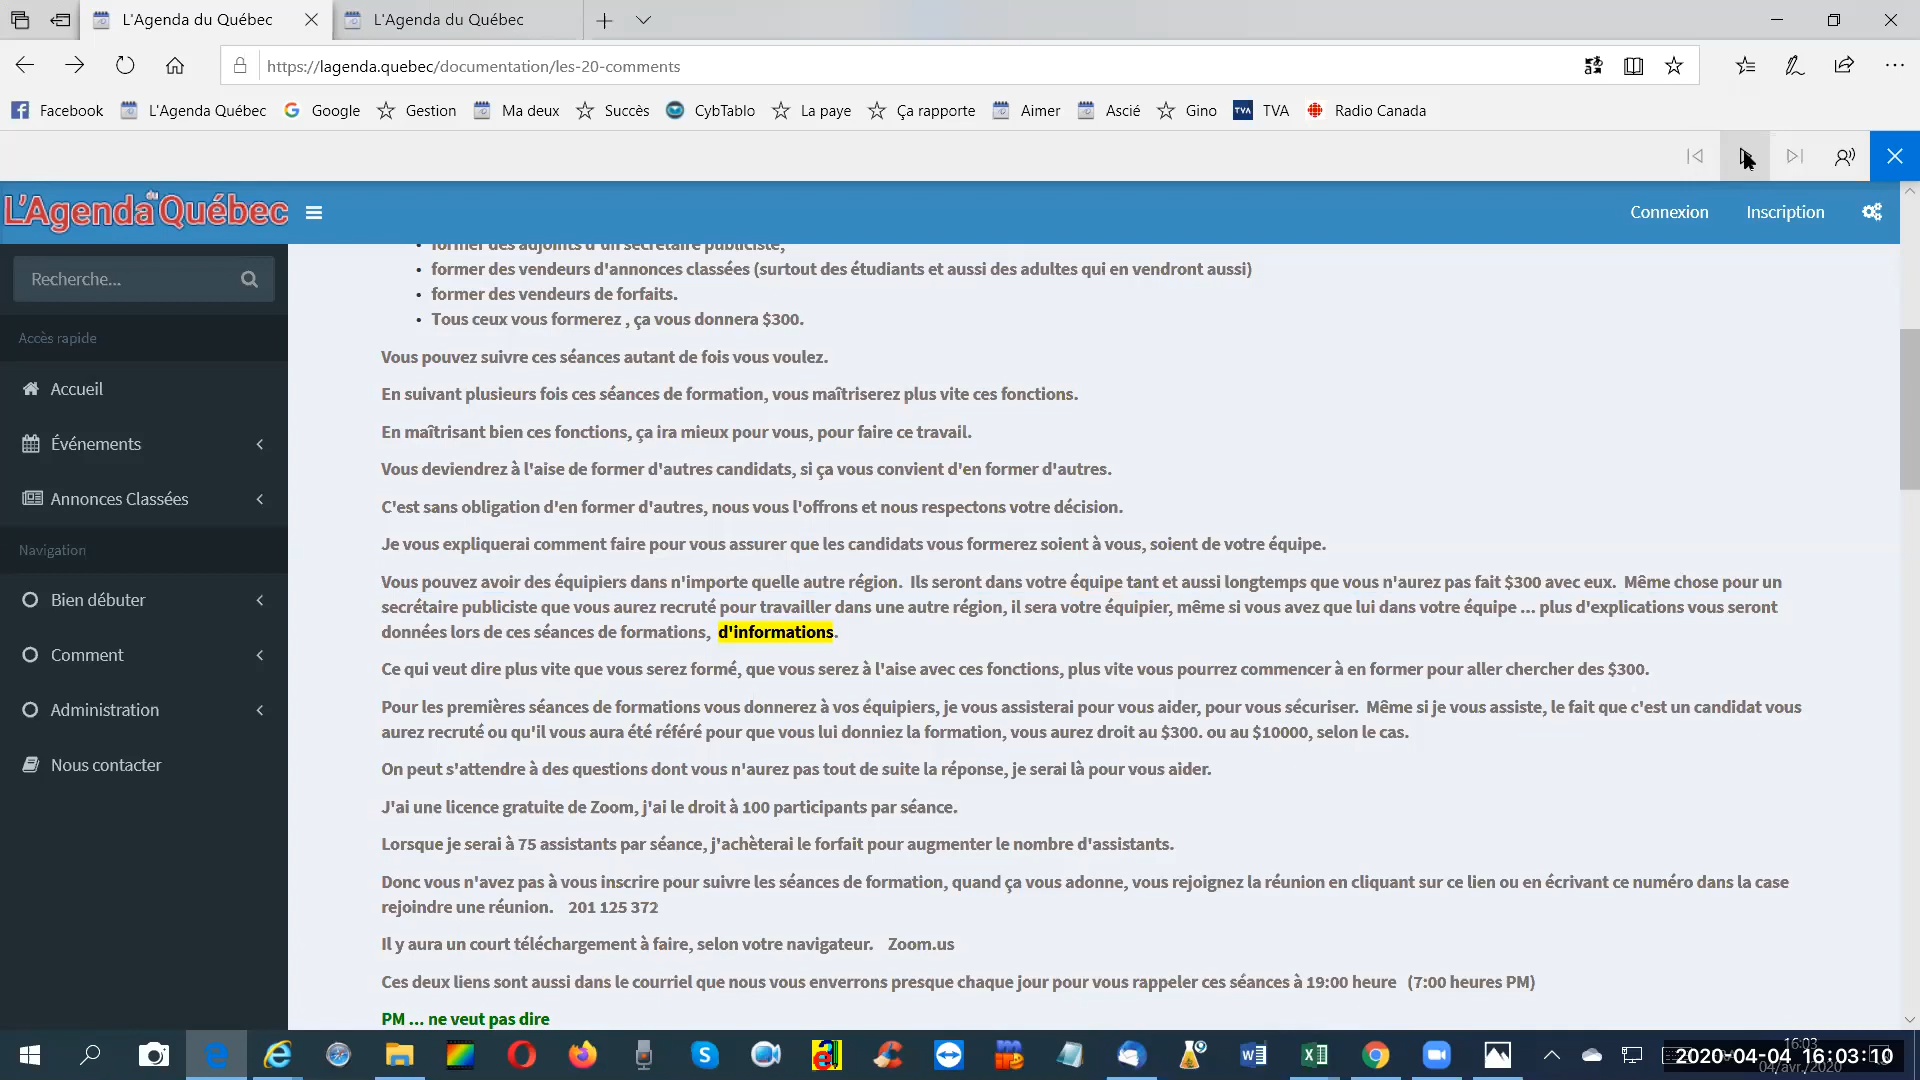 L'Agenda du Québec
L'Agenda du Québec
https://lagenda.quebec/documentation/les-20-comments
Facebook L'Agenda Québec Google Gestion Ma deux Succès CybTablo La paye Ça rapporte Aimer Ascié Gino TVA Radio Canada
L'Agenda du Québec
Connexion Inscription
Recherche...
Accès rapide
Accueil
Événements
Annonces Classées
Navigation
Bien débuter
Comment
Administration
Nous contacter
former des adjoints d'un secrétaire publiciste,
former des vendeurs d'annonces classées (surtout des étudiants et aussi des adultes qui en vendront aussi)
former des vendeurs de forfaits.
Tous ceux vous formerez , ça vous donnera $300.
Vous pouvez suivre ces séances autant de fois vous voulez.
En suivant plusieurs fois ces séances de formation, vous maîtriserez plus vite ces fonctions.
En maîtrisant bien ces fonctions, ça ira mieux pour vous, pour faire ce travail.
Vous deviendrez à l'aise de former d'autres candidats, si ça vous convient d'en former d'autres.
C'est sans obligation d'en former d'autres, nous vous l'offrons et nous respectons votre décision.
Je vous expliquerai comment faire pour vous assurer que les candidats vous formerez soient à vous, soient de votre équipe.
Vous pouvez avoir des équipiers dans n'importe quelle autre région. Ils seront dans votre équipe tant et aussi longtemps que vous n'aurez pas fait $300 avec eux. Même chose pour un
secrétaire publiciste que vous aurez recruté pour travailler dans une autre région, il sera votre équipier, même si vous avez que lui dans votre équipe ... plus d'explications vous seront
données lors de ces séances de formations, d'informations.
Ce qui veut dire plus vite que vous serez formé, que vous serez à l'aise avec ces fonctions, plus vite vous pourrez commencer à en former pour aller chercher des $300.
Pour les premières séances de formations vous donnerez à vos équipiers, je vous assisterai pour vous aider, pour vous sécuriser. Même si je vous assiste, le fait que c'est un candidat vous
aurez recruté ou qu'il vous aura été référé pour que vous lui donniez la formation, vous aurez droit au $300. ou au $10000, selon le cas.
On peut s'attendre à des questions dont vous n'aurez pas tout de suite la réponse, je serai là pour vous aider.
J'ai une licence gratuite de Zoom, j'ai le droit à 100 participants par séance.
Lorsque je serai à 75 assistants par séance, j'achèterai le forfait pour augmenter le nombre d'assistants.
Donc vous n'avez pas à vous inscrire pour suivre les séances de formation, quand ça vous adonne, vous rejoignez la réunion en cliquant sur ce lien ou en écrivant ce numéro dans la case
rejoindre une réunion. 201 125 372
Il y aura un court téléchargement à faire, selon votre navigateur. Zoom.us
Ces deux liens sont aussi dans le courriel que nous vous enverrons presque chaque jour pour vous rappeler ces séances à 19:00 heure (7:00 heures PM)
PM ... ne veut pas dire
16:03
2020-04-04 16:03:10
04/avr./2020